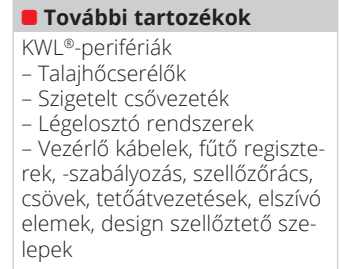 További tartozékok
KWL®-perifériák
– Talajhőcserélők
– Szigetelt csővezeték
– Légelosztó rendszerek
– Vezérlő kábelek, fűtő regiszte-
rek, -szabályozás, szellőzőrács,
csövek, tetőátvezetések, elszívó
elemek, design szellőztető sze-
lepek